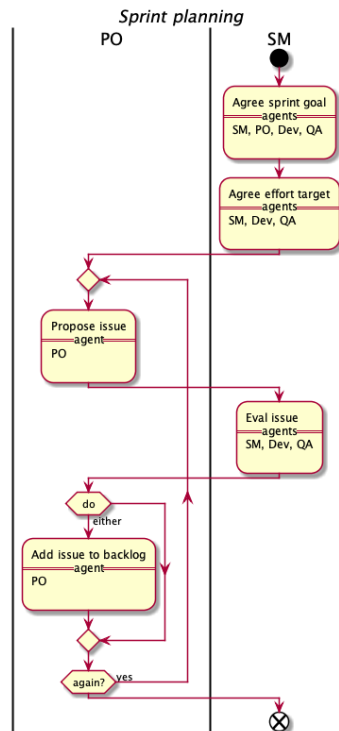 Sprint planning
PO
SM
Agree sprint goal
agents
SM, PO, Dev, QA
Agree effort target
agents
SM, Dev, QA
Propose issue
agent
PO
Eval issue
agents
SM, Dev, QA
do
either
Add issue to backlog
agent
PO
again?
yes